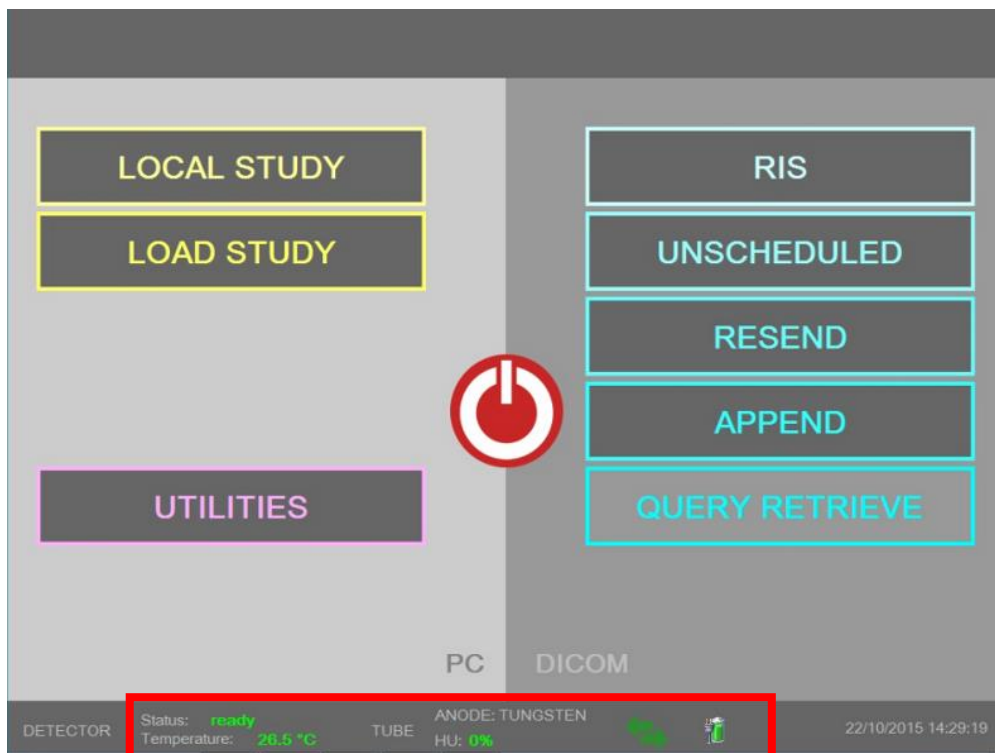 LOCAL STUDY
LOAD STUDY
UTILITIES
RIS
UNSCHEDULED
RESEND
APPEND
QUERY RETRIEVE
PC
DICOM
DETECTOR
Status: ready
Temperature: 26.5 °C
TUBE
ANODE: TUNGSTEN
HU: 0%
22/10/2015 14:29:19